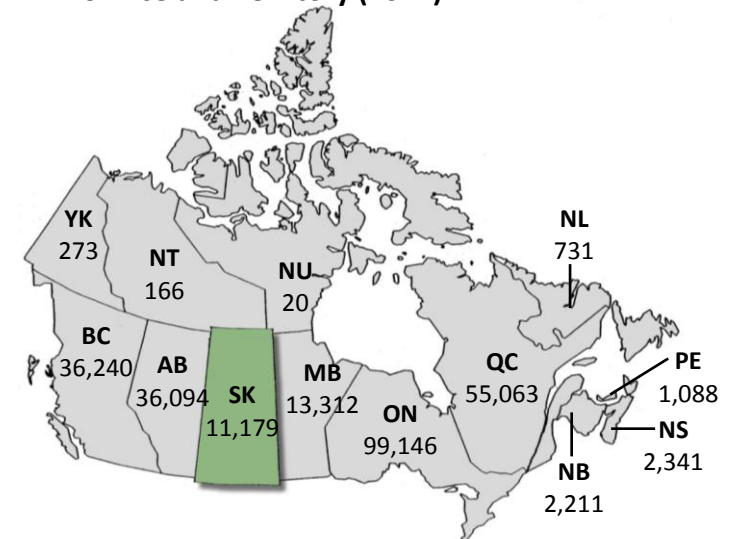 YK
273
NT
166
NU
20
NL
731
BC
36,240
AB
36,094
SK
11,179
MB
13,312
ON
99,146
QC
55,063
PE
1,088
NS
2,341
NB
2,211